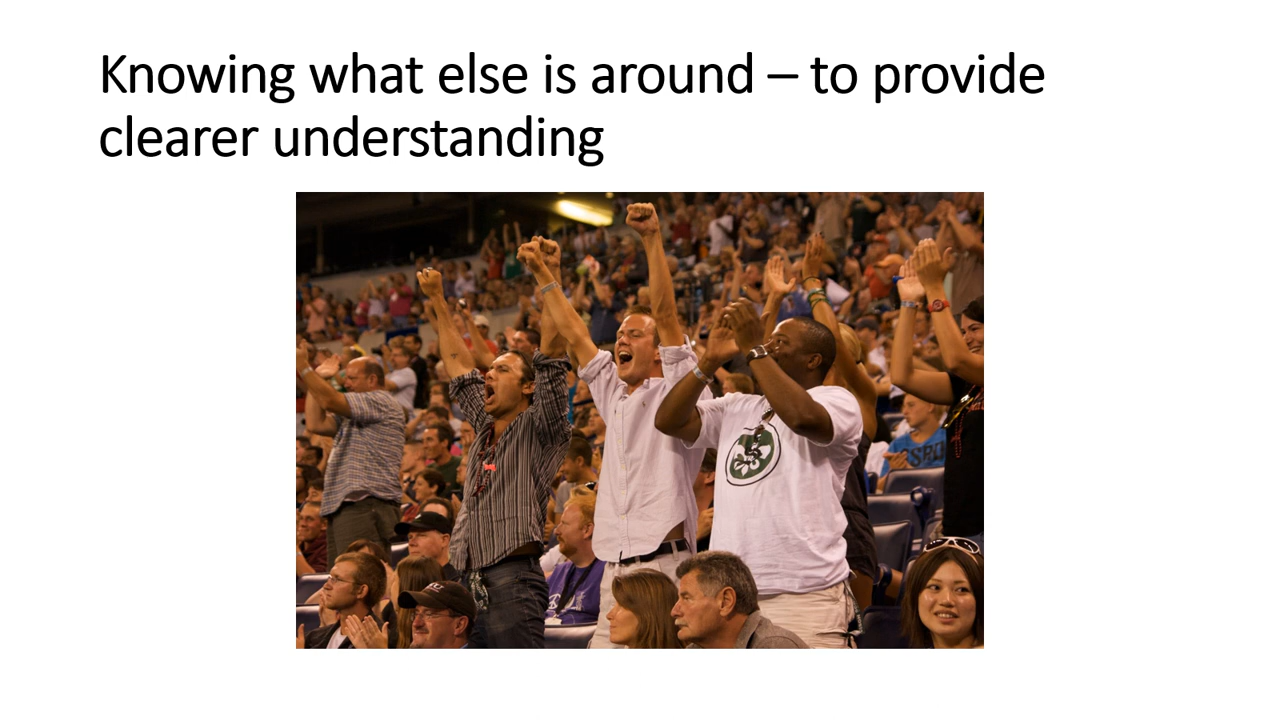 Knowing what else is around – to provide
clearer understanding